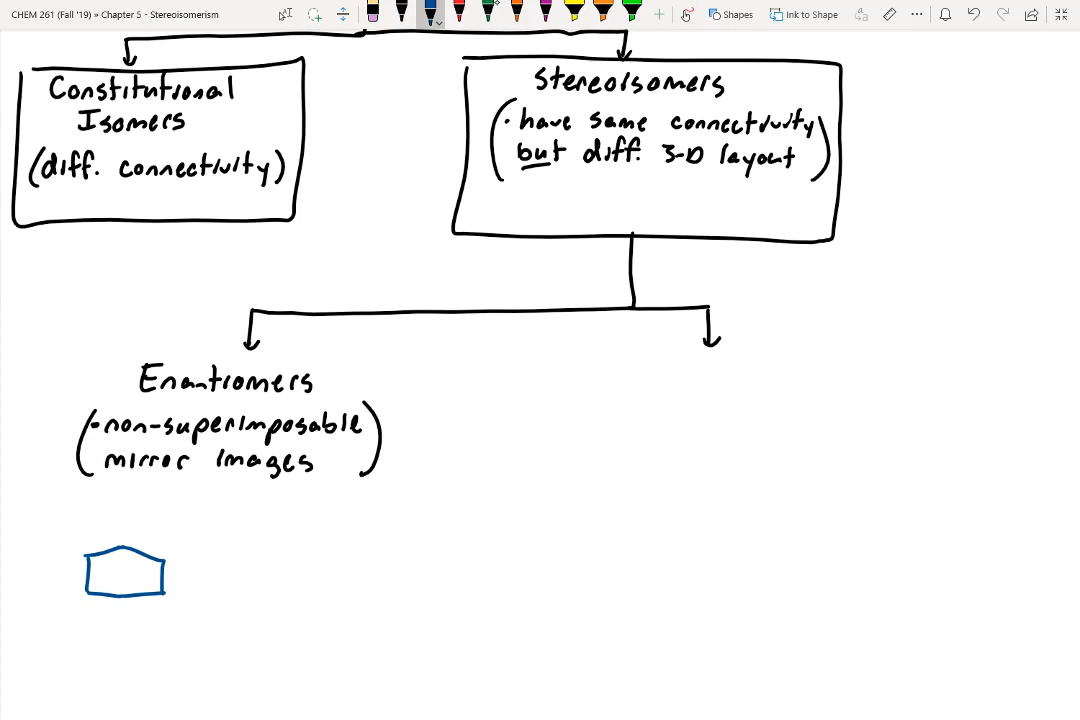 CHEM 261 (Fall '19) » Chapter 5 - Stereoisomerism
Shapes
Ink to Shape
Constitutional
Isomers
(diff. connectivity)
Stereoisomers
(• have same connectivity
but diff. 3-D layout)
Enantiomers
(• non-superimposable
mirror images)